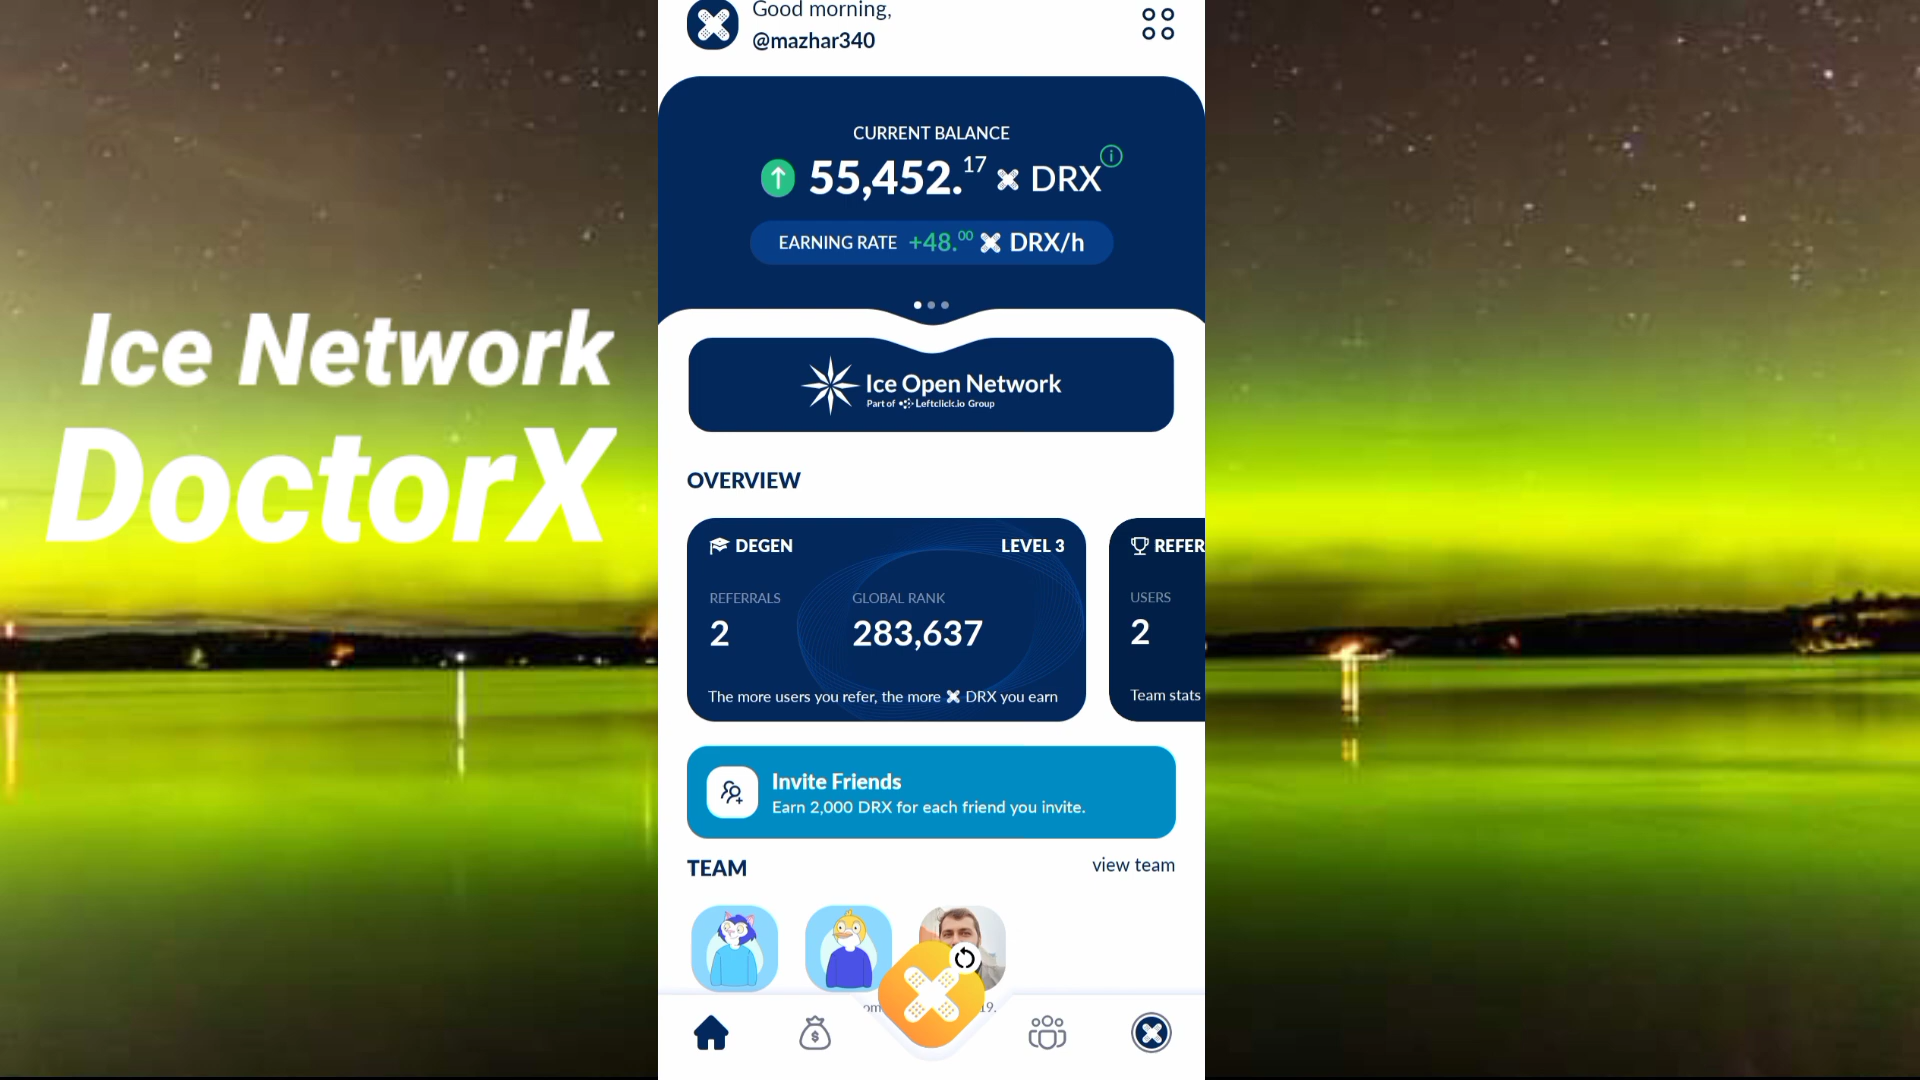 Ice Network
DoctorX
Good morning,
@mazhar340
CURRENT BALANCE
55,452.17 DRX
EARNING RATE +48.00 DRX/h
Ice Open Network
Part of Leftclick.io Group
OVERVIEW
DEGEN LEVEL 3
REFERRALS GLOBAL RANK
2 283,637
The more users you refer, the more DRX you earn
REFER
USERS
2
Team stats
Invite Friends
Earn 2,000 DRX for each friend you invite.
TEAM view team
19.